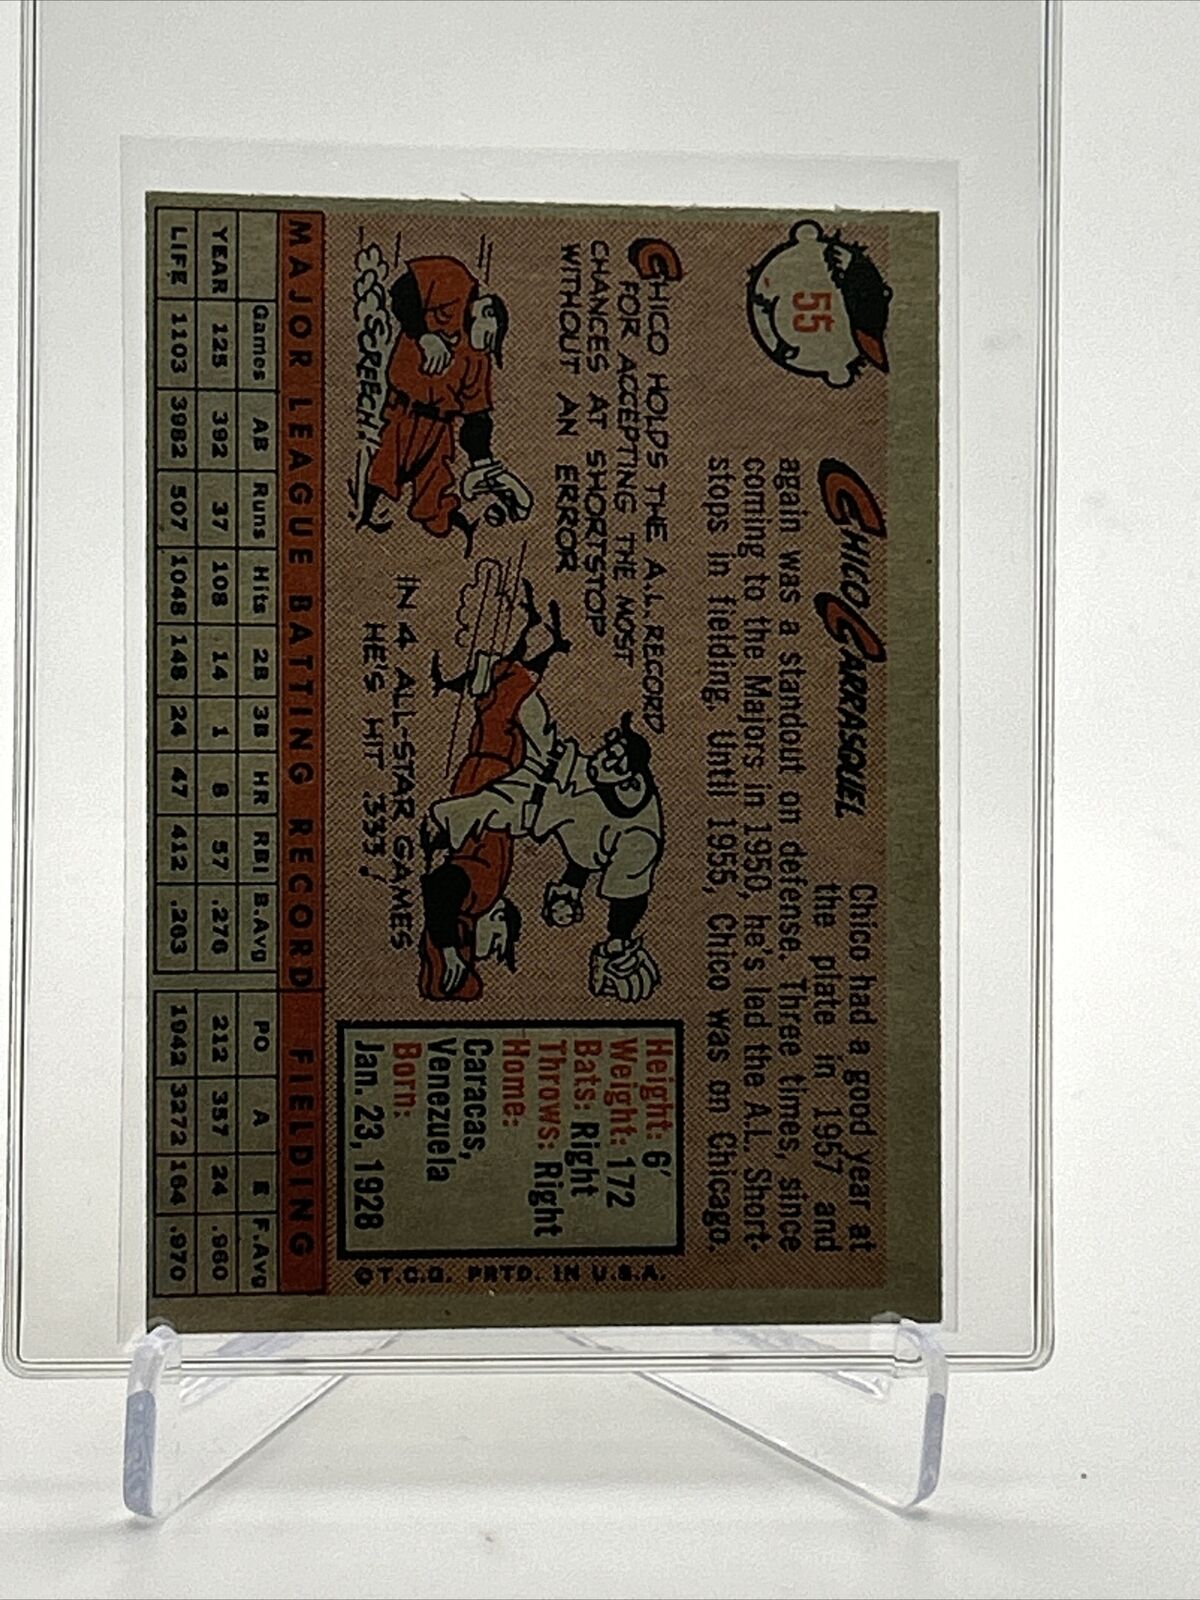 55
CHICO CARRASQUEL
Chico had a good year at
the plate in 1957 and
again was a standout on defense. Three times, since
coming to the Majors in 1950, he's led the A.L. Short-
stops in fielding. Until 1955, Chico was on Chicago.
CHICO HOLDS THE A.L. RECORD
FOR ACCEPTING THE MOST
CHANCES AT SHORTSTOP
WITHOUT AN ERROR
SCREECH!
IN 4 ALL-STAR GAMES
HE'S HIT .333!
Height: 6'
Weight: 172
Bats: Right
Throws: Right
Home:
Caracas,
Venezuela
Born:
Jan. 23, 1928
©T.C.G. PRTD. IN U.S.A.
MAJOR LEAGUE BATTING RECORD FIELDING
Games AB Runs Hits 2B 3B HR RBI B.Avg PO A E F.Avg
YEAR 125 392 37 108 14 1 8 57 .276 212 357 24 .960
LIFE 1103 3982 507 1048 148 24 47 412 .263 1942 3272 164 .970